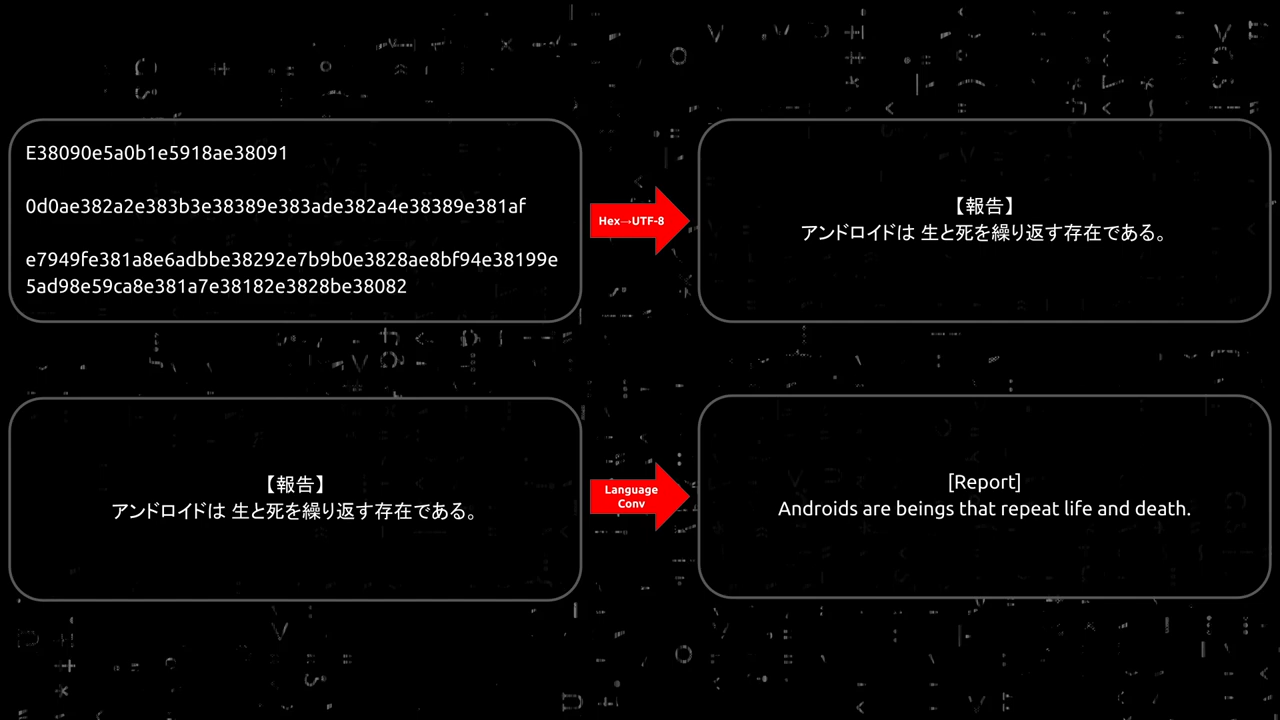 E38090e5a0b1e5918ae38091
0d0ae382a2e383b3e38389e383ade382a4e38389e381af
e7949fe381a8e6adbbe38292e7b9b0e3828ae8bf94e38199e
5ad98e59ca8e381a7e38182e3828be38082
Hex→UTF-8
【報告】
アンドロイドは 生と死を繰り返す存在である。
【報告】
アンドロイドは 生と死を繰り返す存在である。
Language
Conv
[Report]
Androids are beings that repeat life and death.